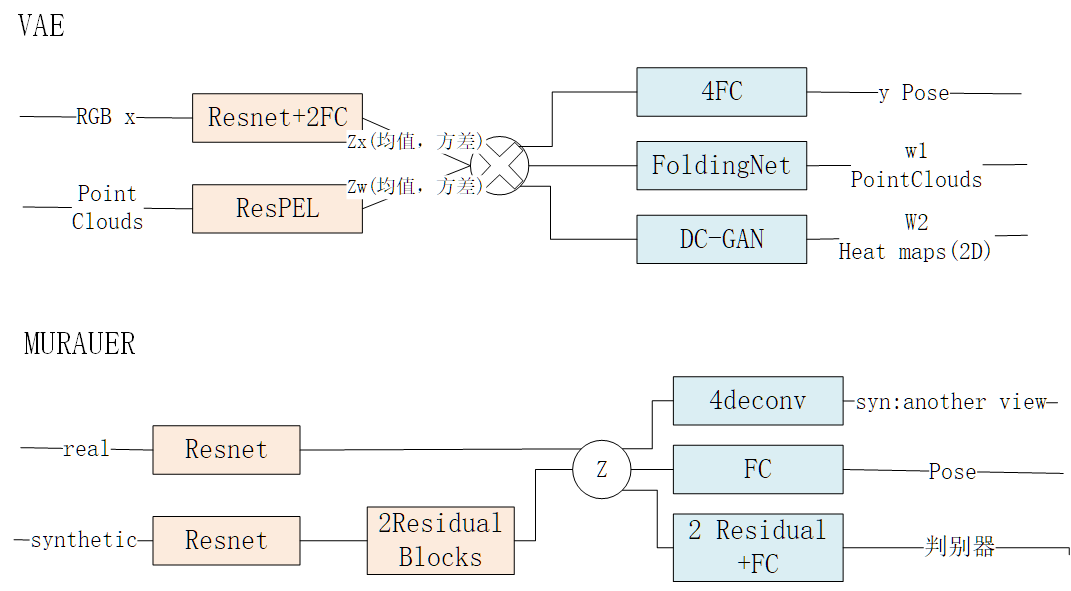 VAE
RGB x
Resnet+2FC
Zx(均值，方差)
4FC
y Pose
Point
Clouds
ResPEL
Zw(均值，方差)
FoldingNet
w1
PointClouds
DC-GAN
W2
Heat maps(2D)
MURAUER
real
Resnet
Z
4deconv
syn:another view
FC
Pose
synthetic
Resnet
2Residual
Blocks
2 Residual
+FC
判别器